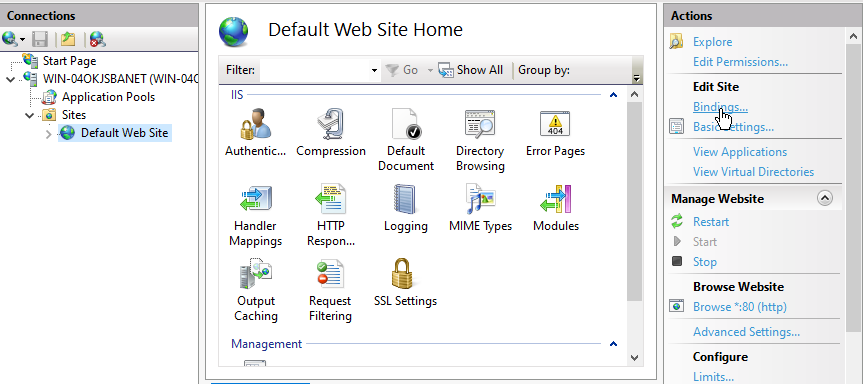 Connections
Start Page
WIN-04OKJSBANET (WIN-04C
Application Pools
Sites
Default Web Site
Default Web Site Home
Filter:
Go
Show All
Group by:
IIS
Authentic...
Compression
Default
Document
Directory
Browsing
Error Pages
Handler
Mappings
HTTP
Respon...
Logging
MIME Types
Modules
Output
Caching
Request
Filtering
SSL Settings
Management
Actions
Explore
Edit Permissions...
Edit Site
Bindings...
Basic Settings...
View Applications
View Virtual Directories
Manage Website
Restart
Start
Stop
Browse Website
Browse *:80 (http)
Advanced Settings...
Configure
Limits...